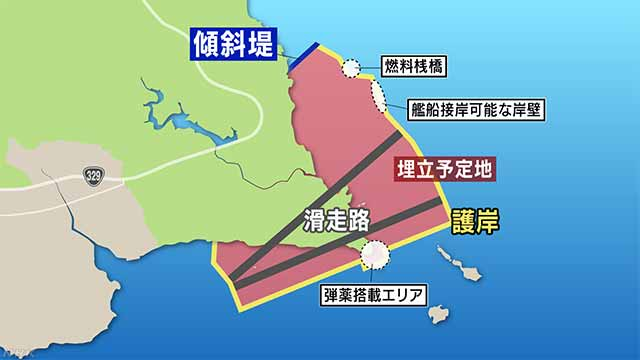 傾斜堤
燃料桟橋
艦船接岸可能な岸壁
329
埋立予定地
滑走路
護岸
弾薬搭載エリア
NHK